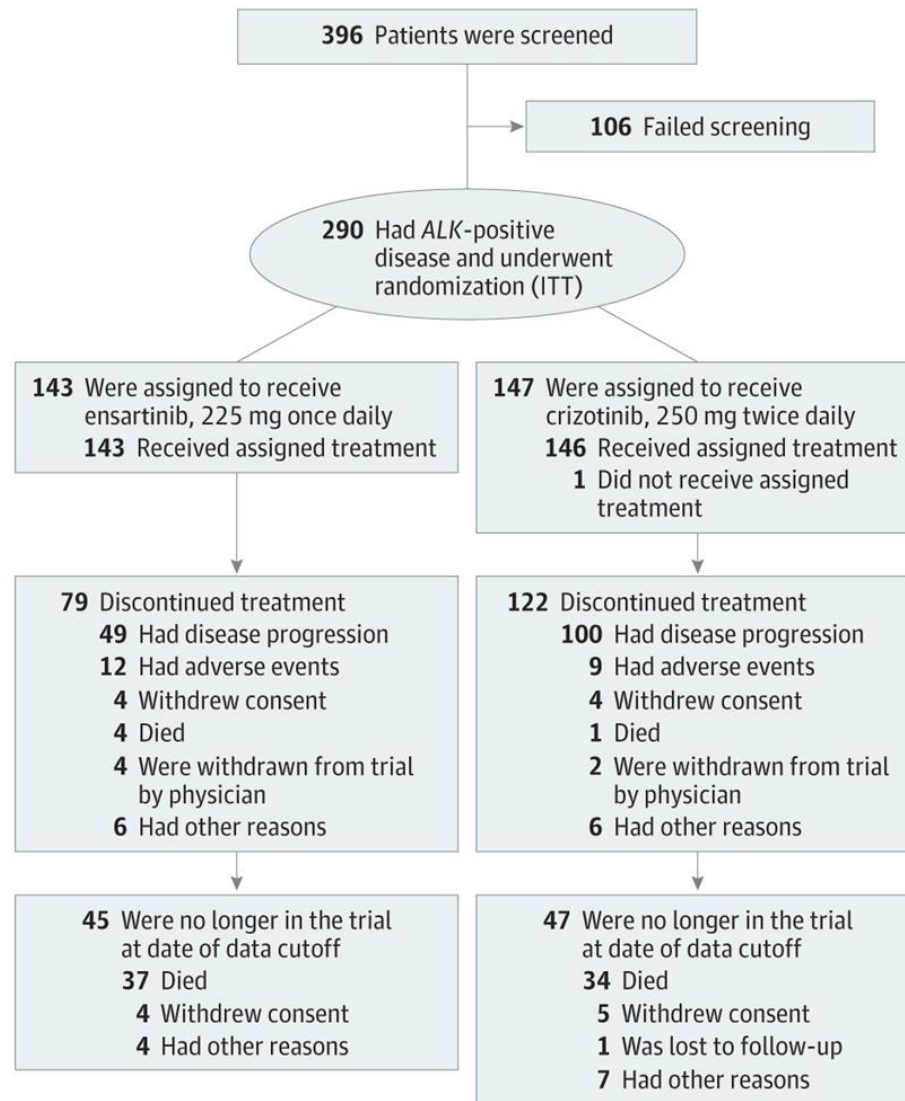 396 Patients were screened
106 Failed screening
290 Had ALK-positive
disease and underwent
randomization (ITT)
143 Were assigned to receive
ensartinib, 225 mg once daily
143 Received assigned treatment
147 Were assigned to receive
crizotinib, 250 mg twice daily
146 Received assigned treatment
1 Did not receive assigned
treatment
79 Discontinued treatment
49 Had disease progression
12 Had adverse events
4 Withdrew consent
4 Died
4 Were withdrawn from trial
by physician
6 Had other reasons
122 Discontinued treatment
100 Had disease progression
9 Had adverse events
4 Withdrew consent
1 Died
2 Were withdrawn from trial
by physician
6 Had other reasons
45 Were no longer in the trial
at date of data cutoff
37 Died
4 Withdrew consent
4 Had other reasons
47 Were no longer in the trial
at date of data cutoff
34 Died
5 Withdrew consent
1 Was lost to follow-up
7 Had other reasons